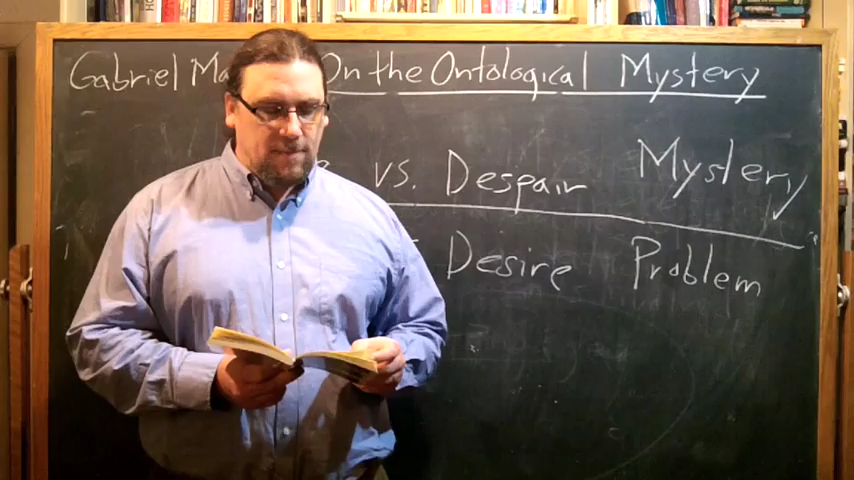 Gabriel Ma On the Ontological Mystery
vs. Despair Mystery
Desire Problem